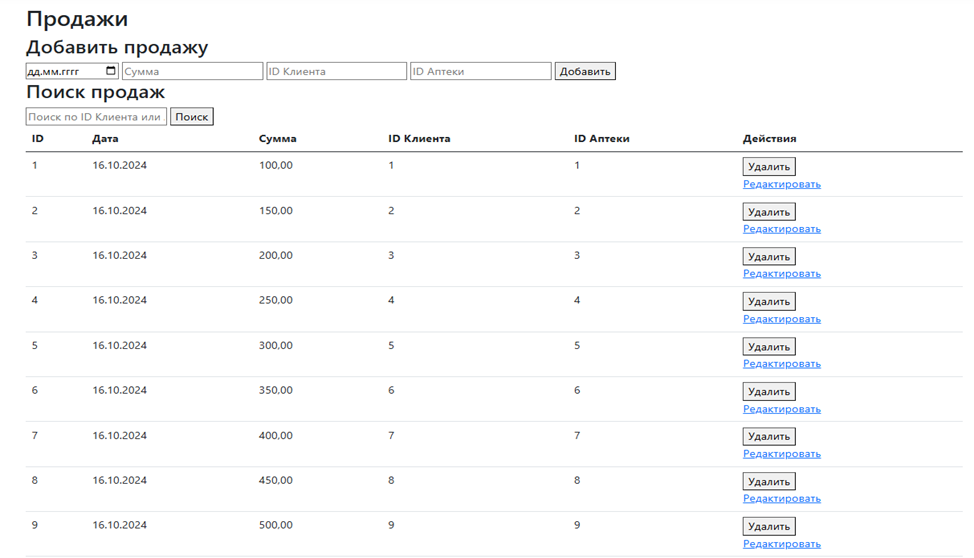 Продажи
Добавить продажу
дд.мм.гггг Сумма ID Клиента ID Аптеки Добавить
Поиск продаж
Поиск по ID Клиента или Поиск
ID Дата Сумма ID Клиента ID Аптеки Действия
1 16.10.2024 100,00 1 1 Удалить
Редактировать
2 16.10.2024 150,00 2 2 Удалить
Редактировать
3 16.10.2024 200,00 3 3 Удалить
Редактировать
4 16.10.2024 250,00 4 4 Удалить
Редактировать
5 16.10.2024 300,00 5 5 Удалить
Редактировать
6 16.10.2024 350,00 6 6 Удалить
Редактировать
7 16.10.2024 400,00 7 7 Удалить
Редактировать
8 16.10.2024 450,00 8 8 Удалить
Редактировать
9 16.10.2024 500,00 9 9 Удалить
Редактировать